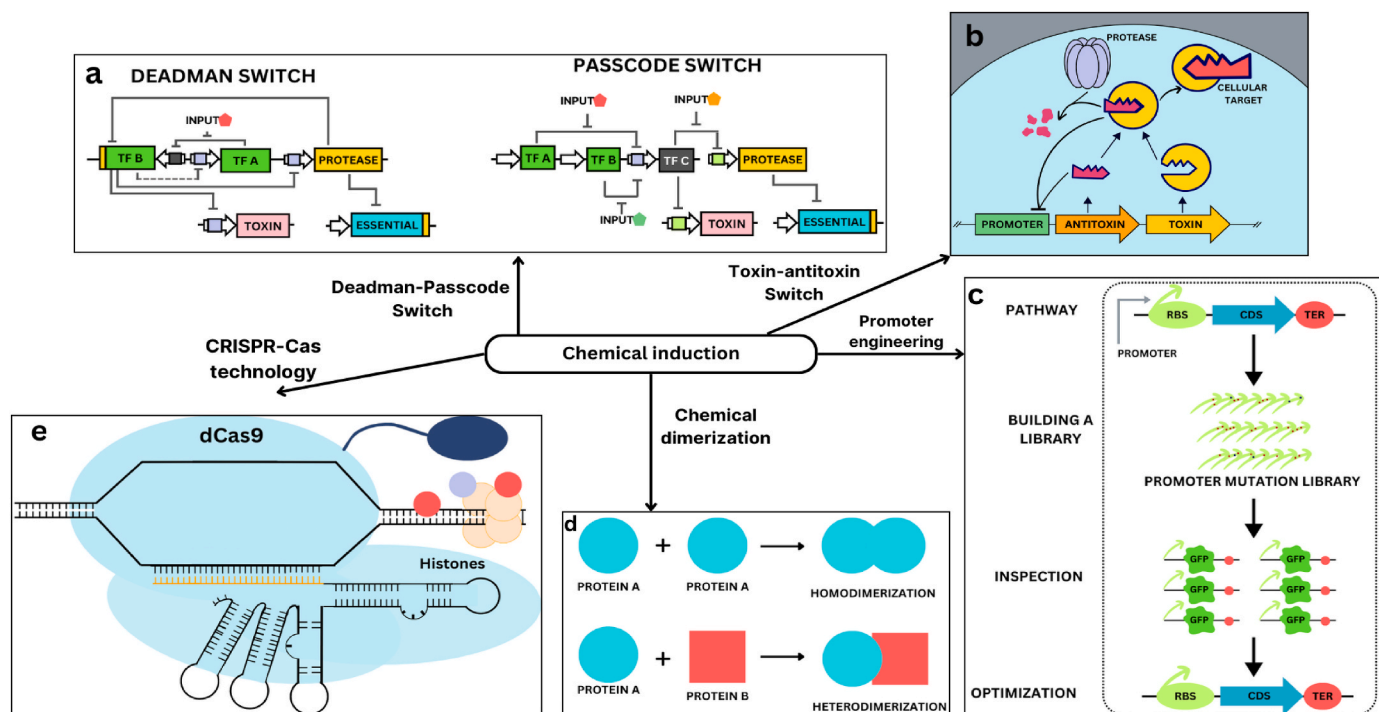 a
DEADMAN SWITCH
INPUT
TF B
TF A
PROTEASE
TOXIN
ESSENTIAL
PASSCODE SWITCH
INPUT
INPUT
TF A
TF B
TF C
PROTEASE
INPUT
TOXIN
ESSENTIAL
b
PROTEASE
CELLULAR
TARGET
PROMOTER
ANTITOXIN
TOXIN
Deadman-Passcode
Switch
Toxin-antitoxin
Switch
Chemical induction
Promoter
engineering
CRISPR-Cas
technology
Chemical
dimerization
c
PATHWAY
RBS
CDS
TER
PROMOTER
BUILDING A
LIBRARY
PROMOTER MUTATION LIBRARY
INSPECTION
GFP
GFP
GFP
GFP
GFP
GFP
OPTIMIZATION
RBS
CDS
TER
d
PROTEIN A
+
PROTEIN A
HOMODIMERIZATION
PROTEIN A
+
PROTEIN B
HETERODIMERIZATION
e
dCas9
Histones